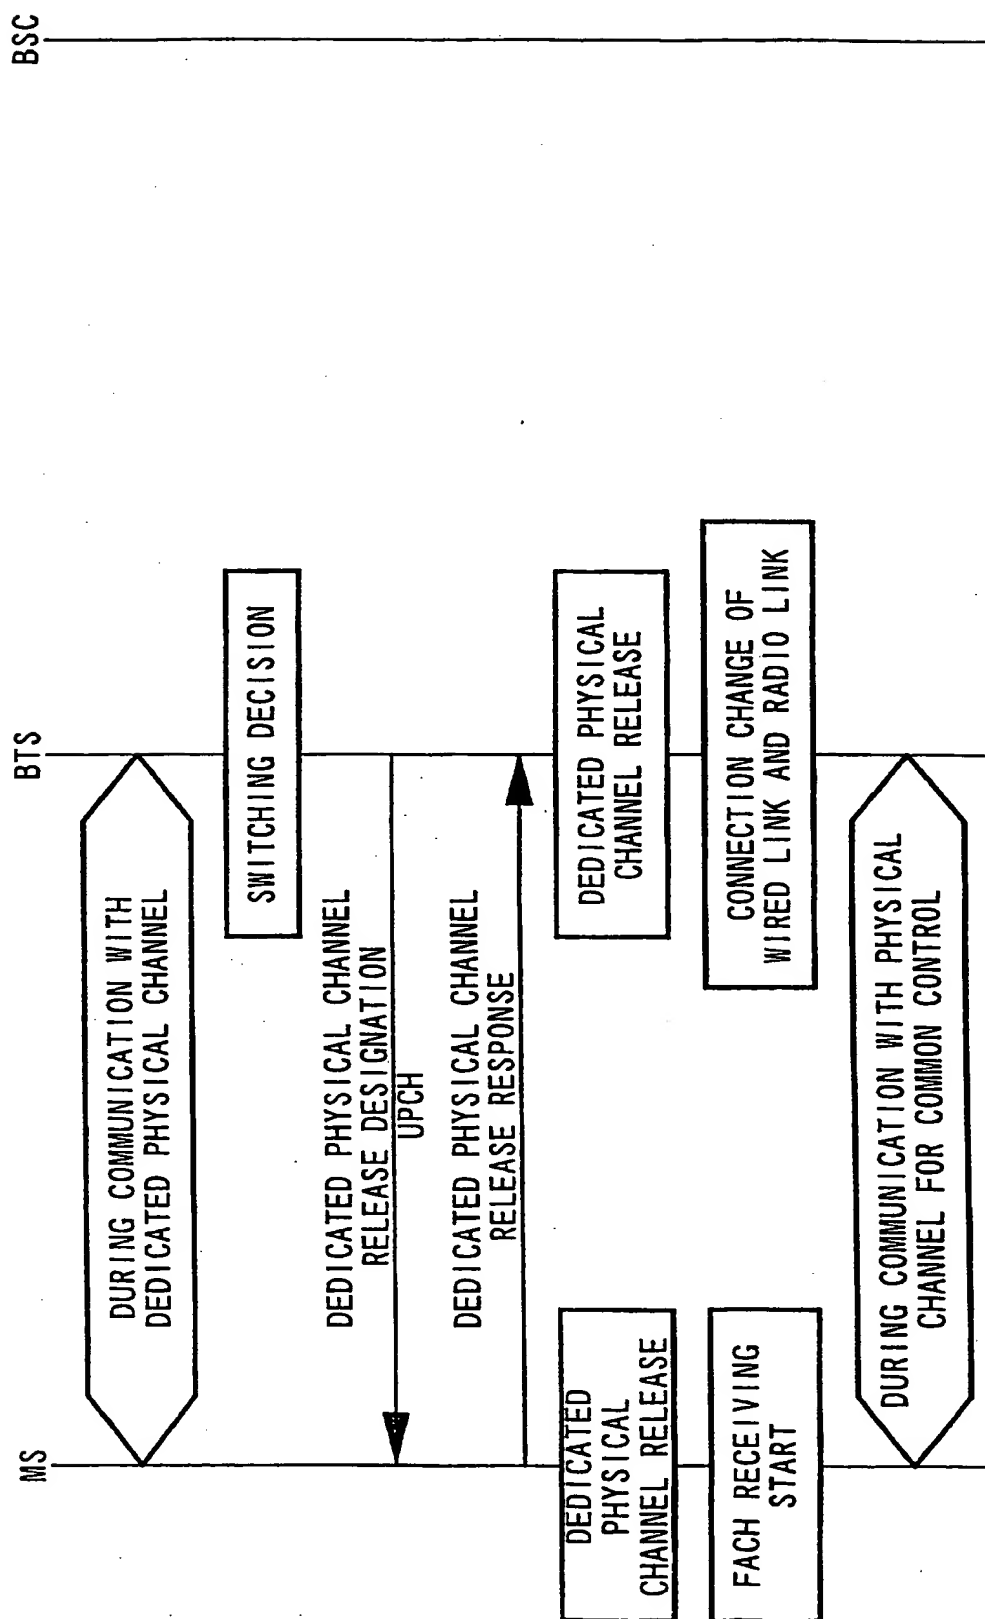 MS
BTS
BSC
DURING COMMUNICATION WITH
DEDICATED PHYSICAL CHANNEL
SWITCHING DECISION
DEDICATED PHYSICAL CHANNEL
RELEASE DESIGNATION
UPCH
DEDICATED PHYSICAL CHANNEL
RELEASE RESPONSE
DEDICATED
PHYSICAL
CHANNEL RELEASE
DEDICATED PHYSICAL
CHANNEL RELEASE
FACH RECEIVING
START
CONNECTION CHANGE OF
WIRED LINK AND RADIO LINK
DURING COMMUNICATION WITH PHYSICAL
CHANNEL FOR COMMON CONTROL